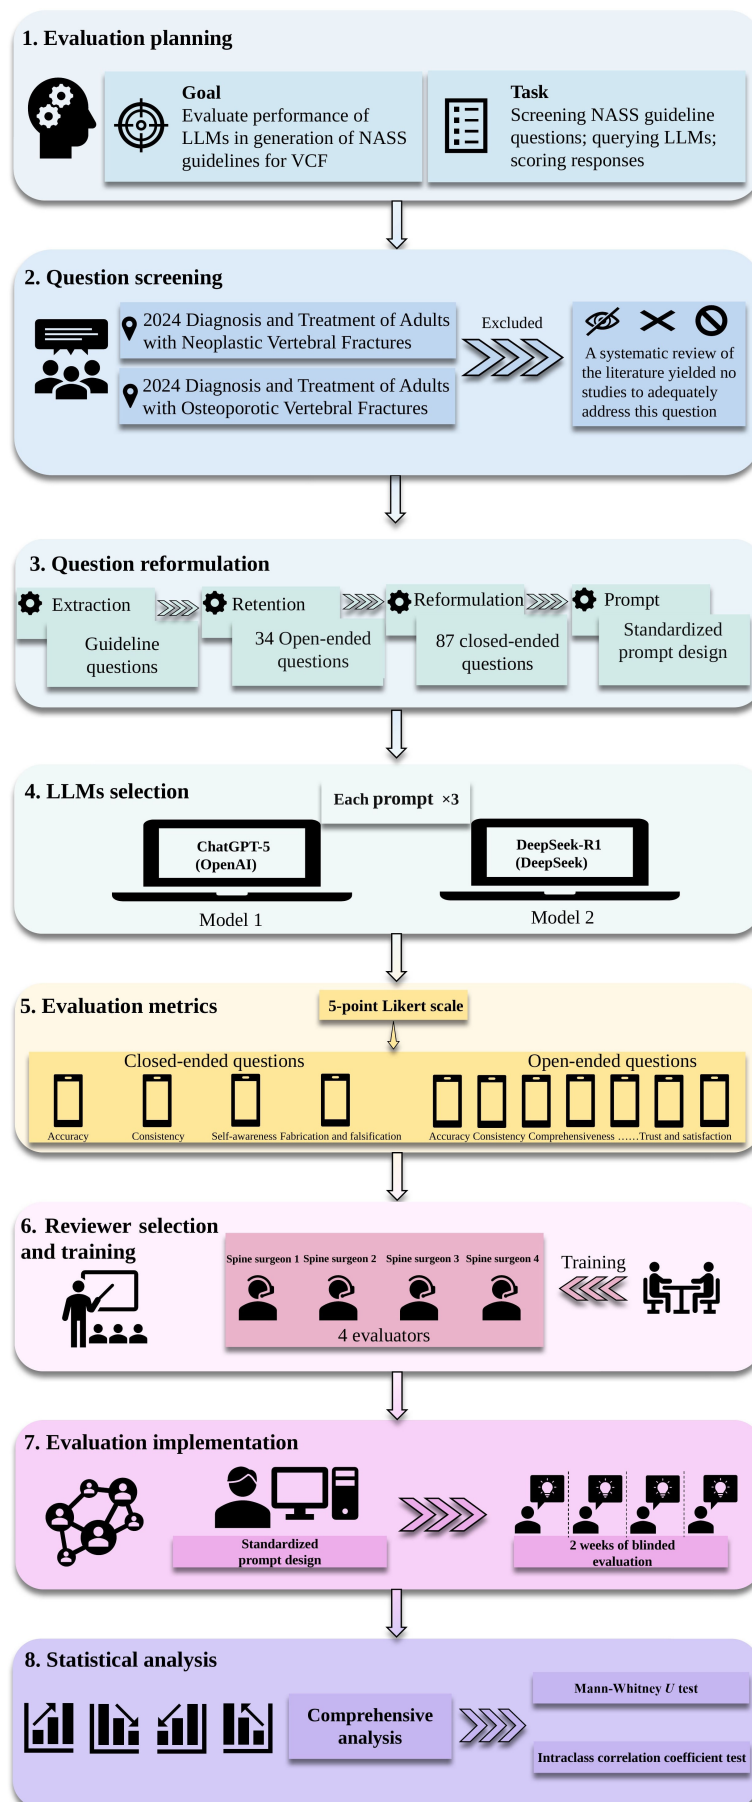 1. Evaluation planning
Goal
Evaluate performance of
LLMs in generation of NASS
guidelines for VCF
Task
Screening NASS guideline
questions; querying LLMs;
scoring responses
2. Question screening
2024 Diagnosis and Treatment of Adults
with Neoplastic Vertebral Fractures
2024 Diagnosis and Treatment of Adults
with Osteoporotic Vertebral Fractures
Excluded
A systematic review of
the literature yielded no
studies to adequately
address this question
3. Question reformulation
Extraction
Guideline
questions
Retention
34 Open-ended
questions
Reformulation
87 closed-ended
questions
Prompt
Standardized
prompt design
4. LLMs selection
Each prompt ×3
ChatGPT-5
(OpenAI)
Model 1
DeepSeek-R1
(DeepSeek)
Model 2
5. Evaluation metrics
5-point Likert scale
Closed-ended questions
Accuracy Consistency Self-awareness Fabrication and falsification
Open-ended questions
Accuracy Consistency Comprehensiveness ……Trust and satisfaction
6. Reviewer selection
and training
Spine surgeon 1 Spine surgeon 2 Spine surgeon 3 Spine surgeon 4
4 evaluators
Training
7. Evaluation implementation
Standardized
prompt design
2 weeks of blinded
evaluation
8. Statistical analysis
Comprehensive
analysis
Mann-Whitney U test
Intraclass correlation coefficient test